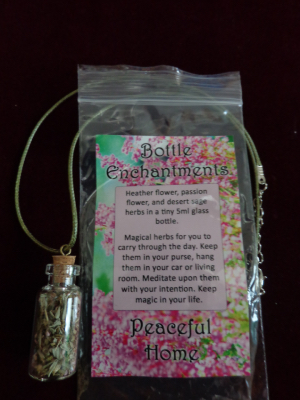 Bottle
Enchantments
Heather flower, passion
flower, and desert sage
herbs in a tiny 5ml glass
bottle.
Magical herbs for you to
carry through the day. Keep
them in your purse, hang
them in your car or living
room. Meditate upon them
with your intention. Keep
magic in your life.
Peaceful
Home